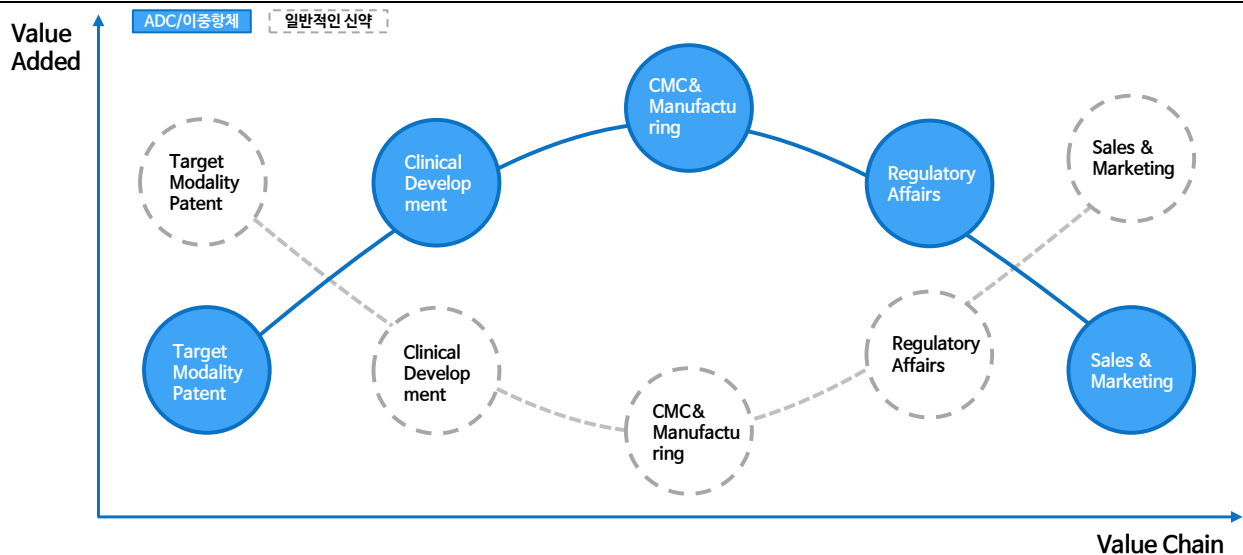 Value
Added
ADC/이중항체
일반적인 신약
Target
Modality
Patent
Clinical
Develop
ment
CMC&
Manufactu
ring
Regulatory
Affairs
Sales &
Marketing
Target
Modality
Patent
Clinical
Develop
ment
CMC&
Manufactu
ring
Regulatory
Affairs
Sales &
Marketing
Value Chain